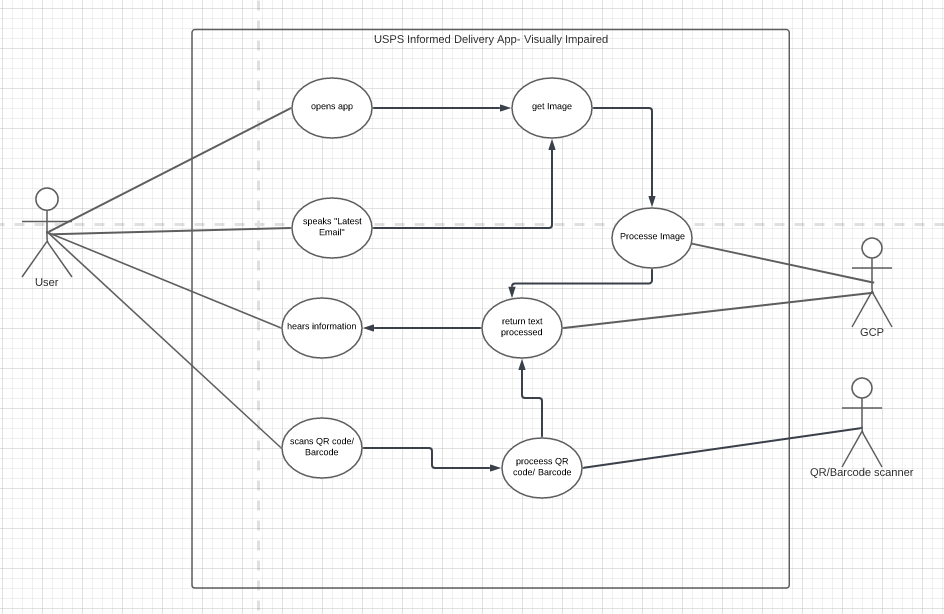 USPS Informed Delivery App- Visually Impaired
opens app
get Image
speaks "Latest
Email"
Processe Image
User
GCP
hears information
return text
processed
scans QR code/
Barcode
proceess QR
code/ Barcode
QR/Barcode scanner